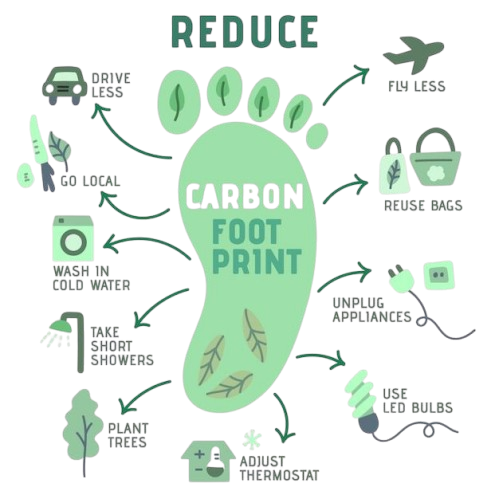 REDUCE
DRIVE
LESS
FLY LESS
GO LOCAL
REUSE BAGS
CARBON
FOOT
PRINT
WASH IN
COLD WATER
UNPLUG
APPLIANCES
TAKE
SHORT
SHOWERS
USE
LED BULBS
PLANT
TREES
ADJUST
THERMOSTAT